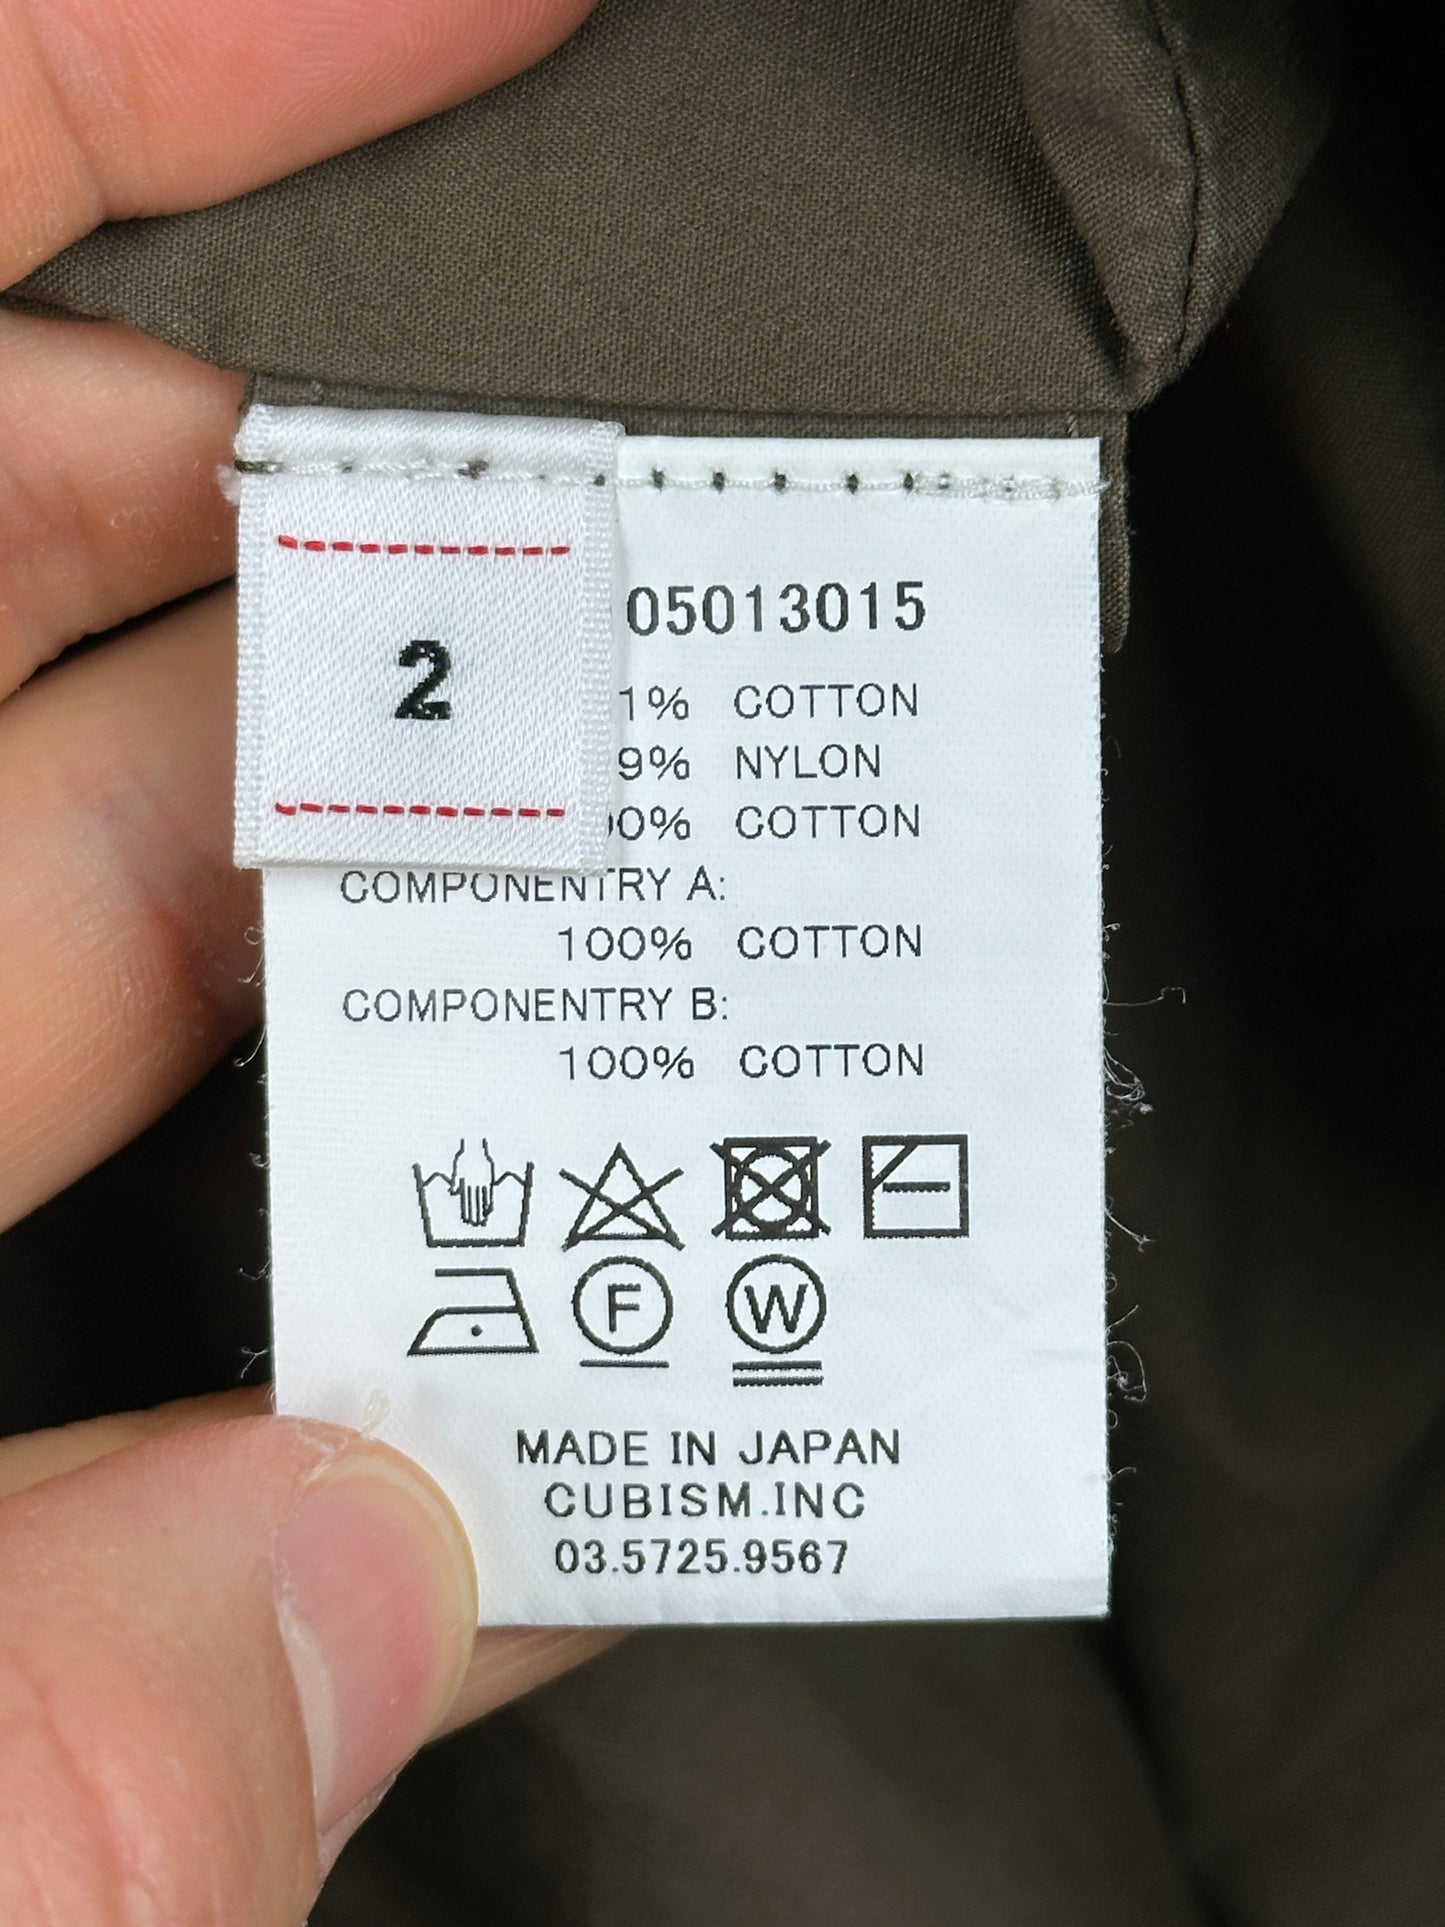 2
05013015
1% COTTON
9% NYLON
00% COTTON
COMPONENTRY A:
100% COTTON
COMPONENTRY B:
100% COTTON
F
W
MADE IN JAPAN
CUBISM.INC
03.5725.9567